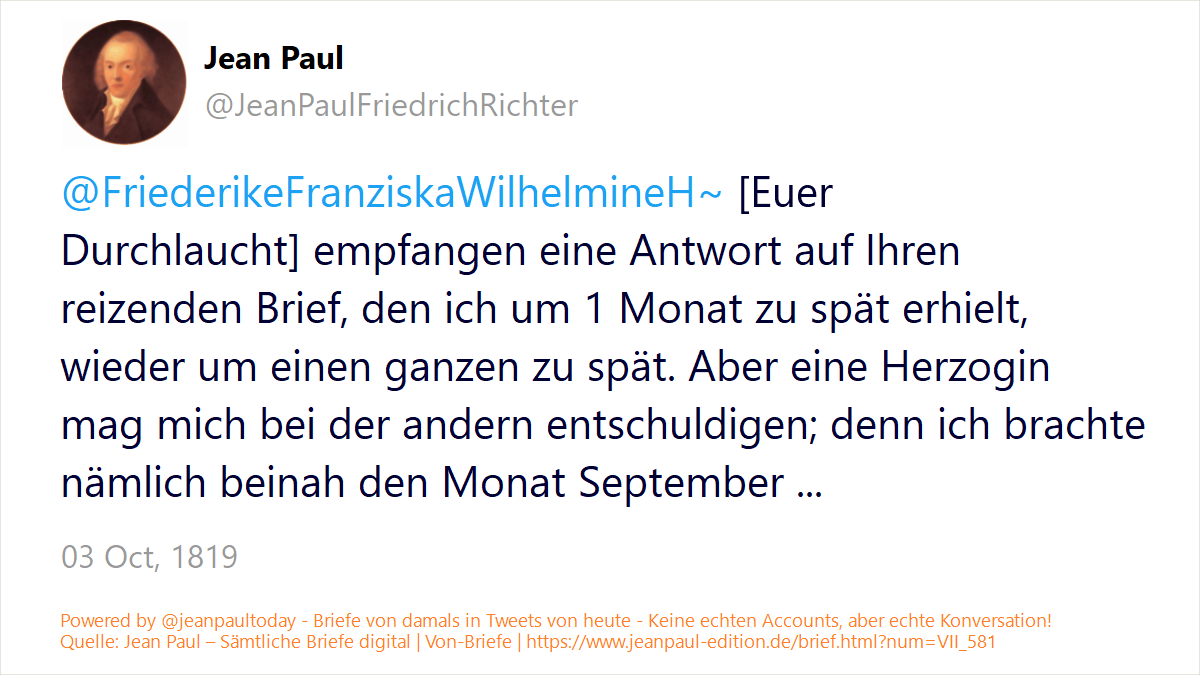 Jean Paul
@JeanPaulFriedrichRichter
@FriederikeFranziskaWilhelmineH~ [Euer
Durchlaucht] empfangen eine Antwort auf Ihren
reizenden Brief, den ich um 1 Monat zu spät erhielt,
wieder um einen ganzen zu spät. Aber eine Herzogin
mag mich bei der andern entschuldigen; denn ich brachte
nämlich beinah den Monat September ...
03 Oct, 1819
Powered by @jeanpaultoday - Briefe von damals in Tweets von heute - Keine echten Accounts, aber echte Konversation!
Quelle: Jean Paul – Sämtliche Briefe digital | Von-Briefe | https://www.jeanpaul-edition.de/brief.html?num=VII_581